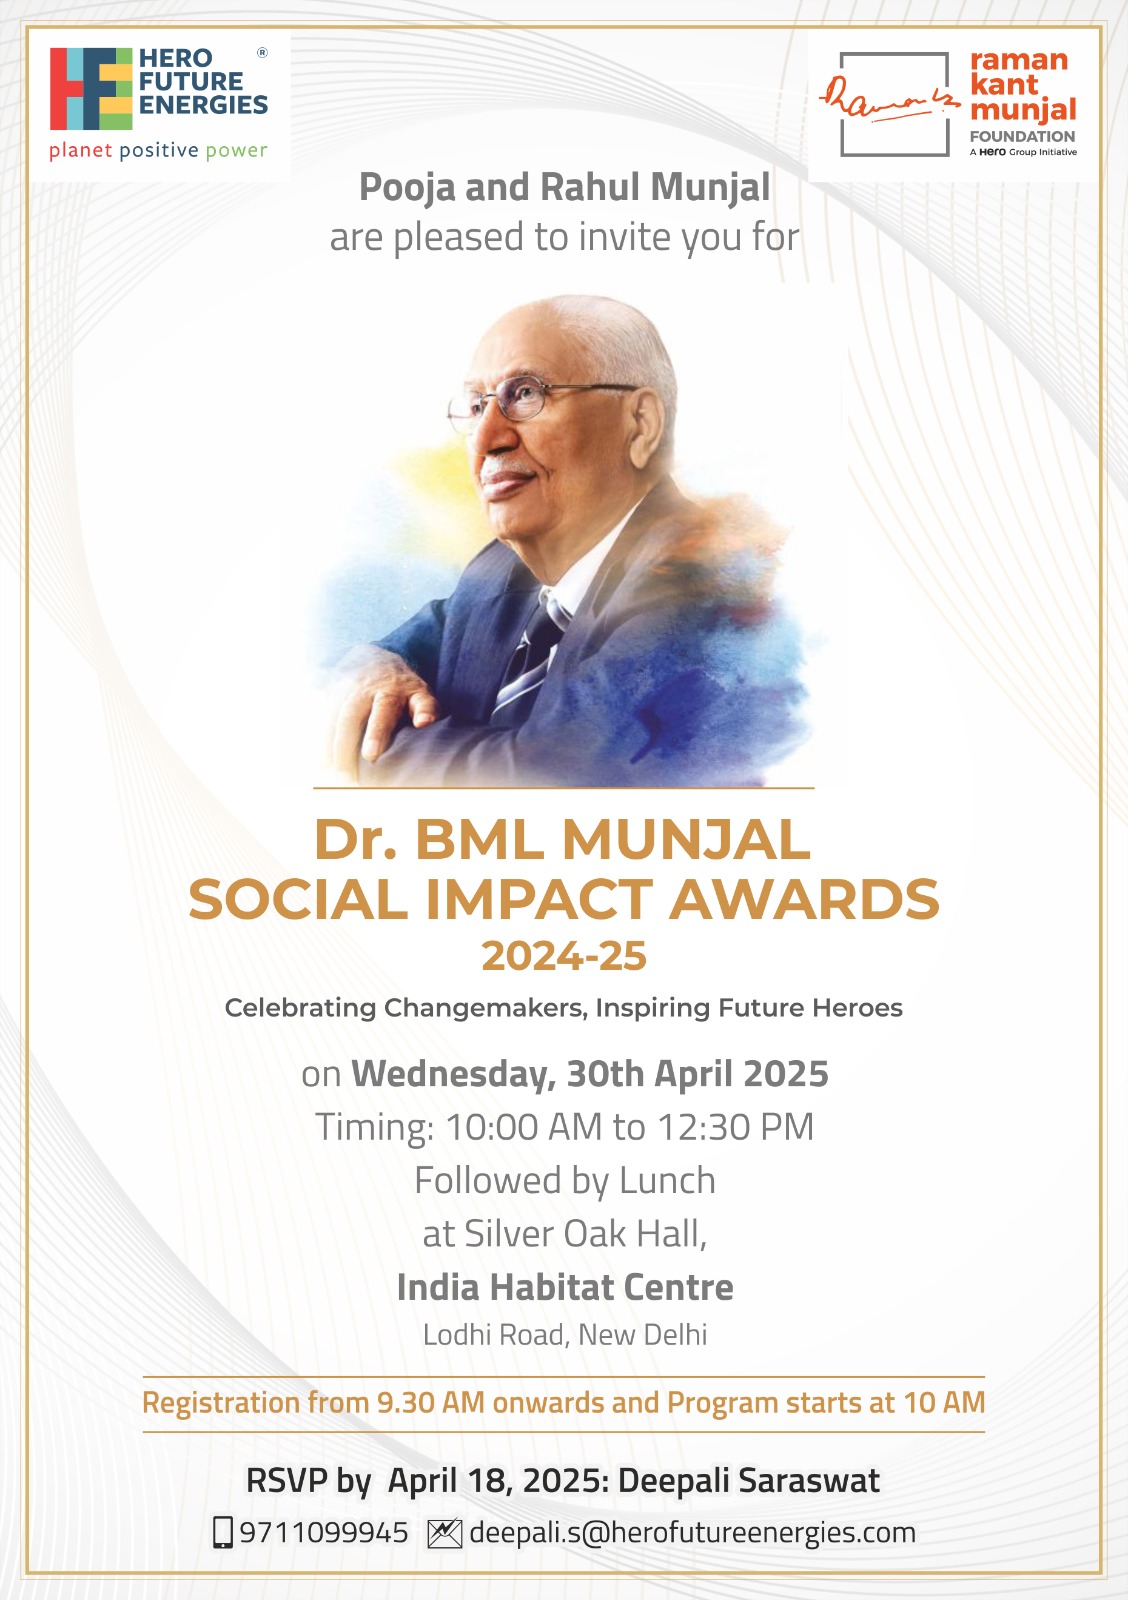 HERO
FUTURE
ENERGIES
®
planet positive power
raman
kant
munjal
FOUNDATION
A Hero Group Initiative
Pooja and Rahul Munjal
are pleased to invite you for
Dr. BML MUNJAL
SOCIAL IMPACT AWARDS
2024-25
Celebrating Changemakers, Inspiring Future Heroes
on Wednesday, 30th April 2025
Timing: 10:00 AM to 12:30 PM
Followed by Lunch
at Silver Oak Hall,
India Habitat Centre
Lodhi Road, New Delhi
Registration from 9.30 AM onwards and Program starts at 10 AM
RSVP by April 18, 2025: Deepali Saraswat
9711099945 deepali.s@herofutureenergies.com